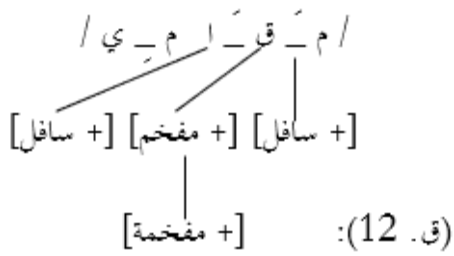 / م ـَـ ق ـَـ ا م ـِـ ي /
[+ سافل] [+ مفخم] [+ سافل]
(ق. 12): [+ مفخمة]